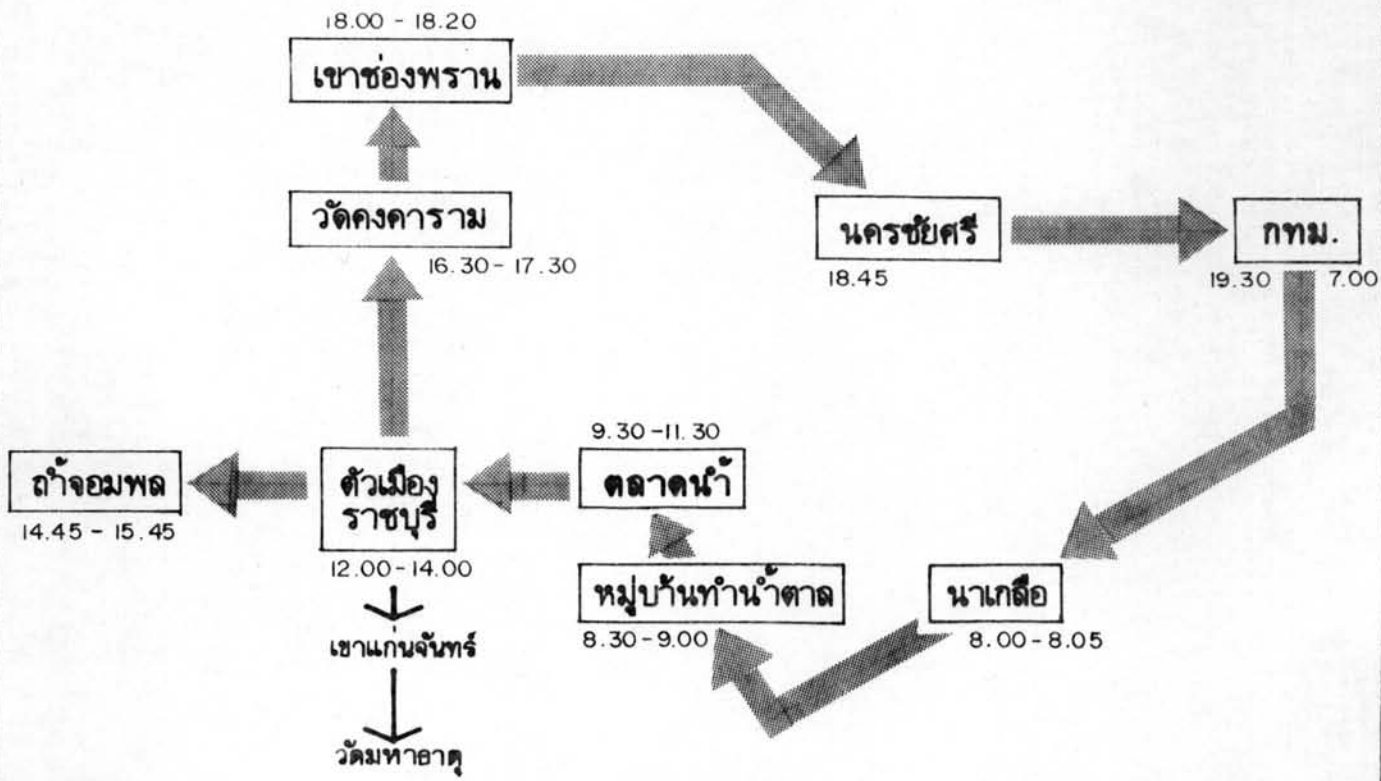 18.00 - 18.20
เขาช่องพราน
วัดคงคาราม
16.30 - 17.30
นครชัยศรี
18.45
กทม.
19.30 7.00
9.30 - 11.30
ถ้ำจอมพล
14.45 - 15.45
ตัวเมือง
ราชบุรี
12.00 - 14.00
ตลาดน้ำ
หมู่บ้านทำน้ำตาล
8.30 - 9.00
นาเกลือ
8.00 - 8.05
เขาแก่นจันทร์
วัดมหาธาตุ